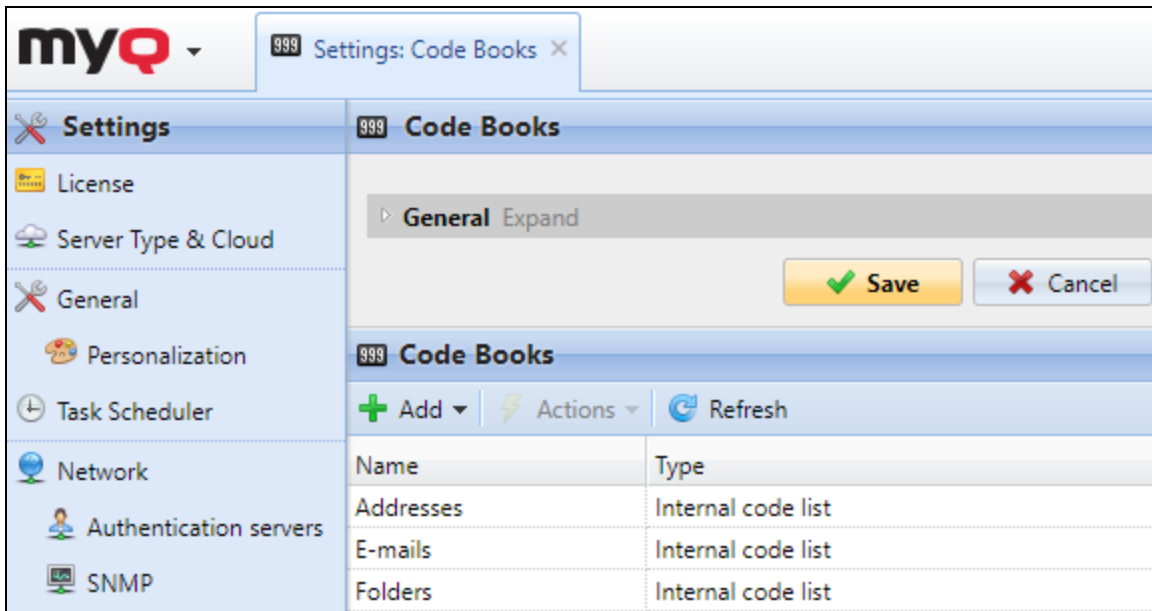 myQ
999 Settings: Code Books
Settings
License
Server Type & Cloud
General
Personalization
Task Scheduler
Network
Authentication servers
SNMP
999 Code Books
General Expand
Save Cancel
999 Code Books
Add Actions Refresh
Name Type
Addresses Internal code list
E-mails Internal code list
Folders Internal code list